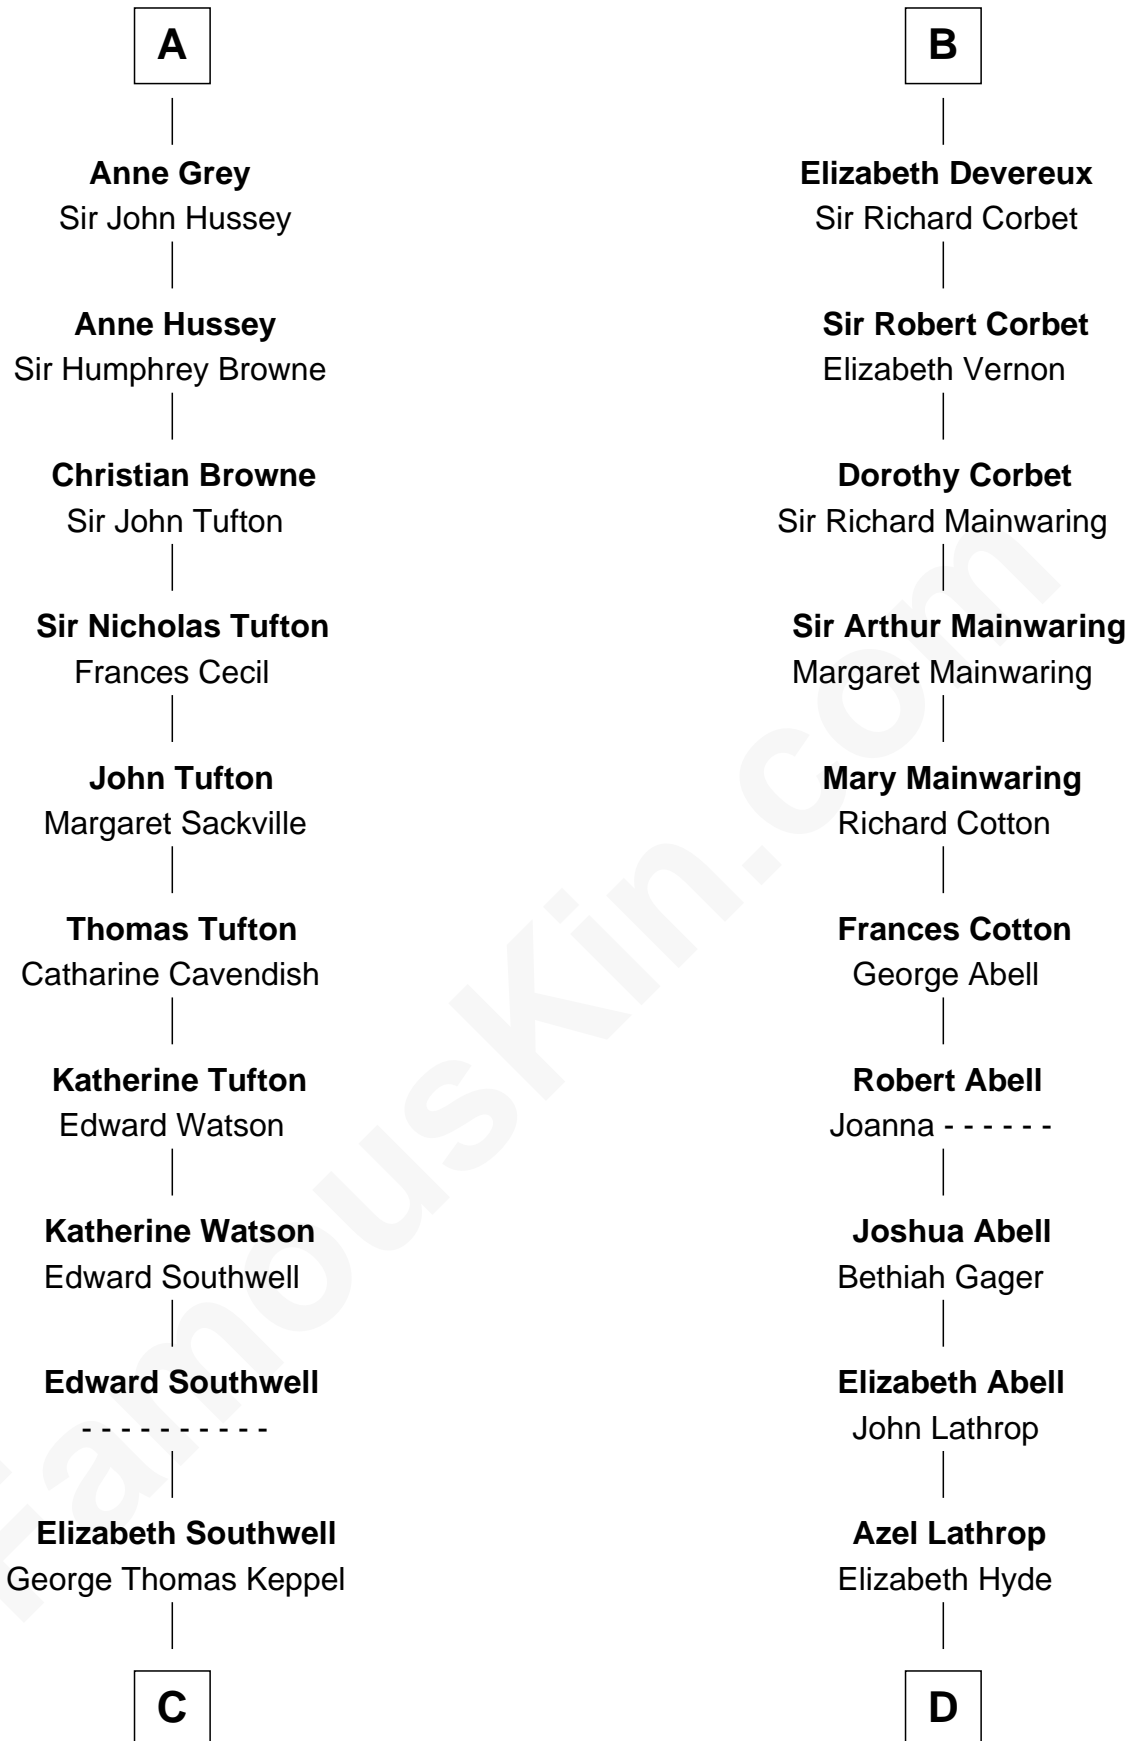 A
Anne Grey
Sir John Hussey
Anne Hussey
Sir Humphrey Browne
Christian Browne
Sir John Tufton
Sir Nicholas Tufton
Frances Cecil
John Tufton
Margaret Sackville
Thomas Tufton
Catharine Cavendish
Katherine Tufton
Edward Watson
Katherine Watson
Edward Southwell
Edward Southwell
- - - - - - - - - -
Elizabeth Southwell
George Thomas Keppel
C
B
Elizabeth Devereux
Sir Richard Corbet
Sir Robert Corbet
Elizabeth Vernon
Dorothy Corbet
Sir Richard Mainwaring
Sir Arthur Mainwaring
Margaret Mainwaring
Mary Mainwaring
Richard Cotton
Frances Cotton
George Abell
Robert Abell
Joanna - - - - - -
Joshua Abell
Bethiah Gager
Elizabeth Abell
John Lathrop
Azel Lathrop
Elizabeth Hyde
D
FamousKin.com